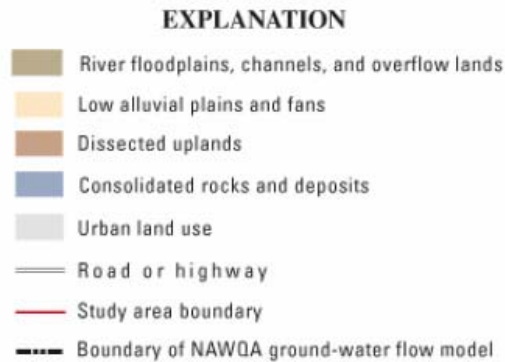 EXPLANATION
River floodplains, channels, and overflow lands
Low alluvial plains and fans
Dissected uplands
Consolidated rocks and deposits
Urban land use
Road or highway
Study area boundary
Boundary of NAWQA ground-water flow model